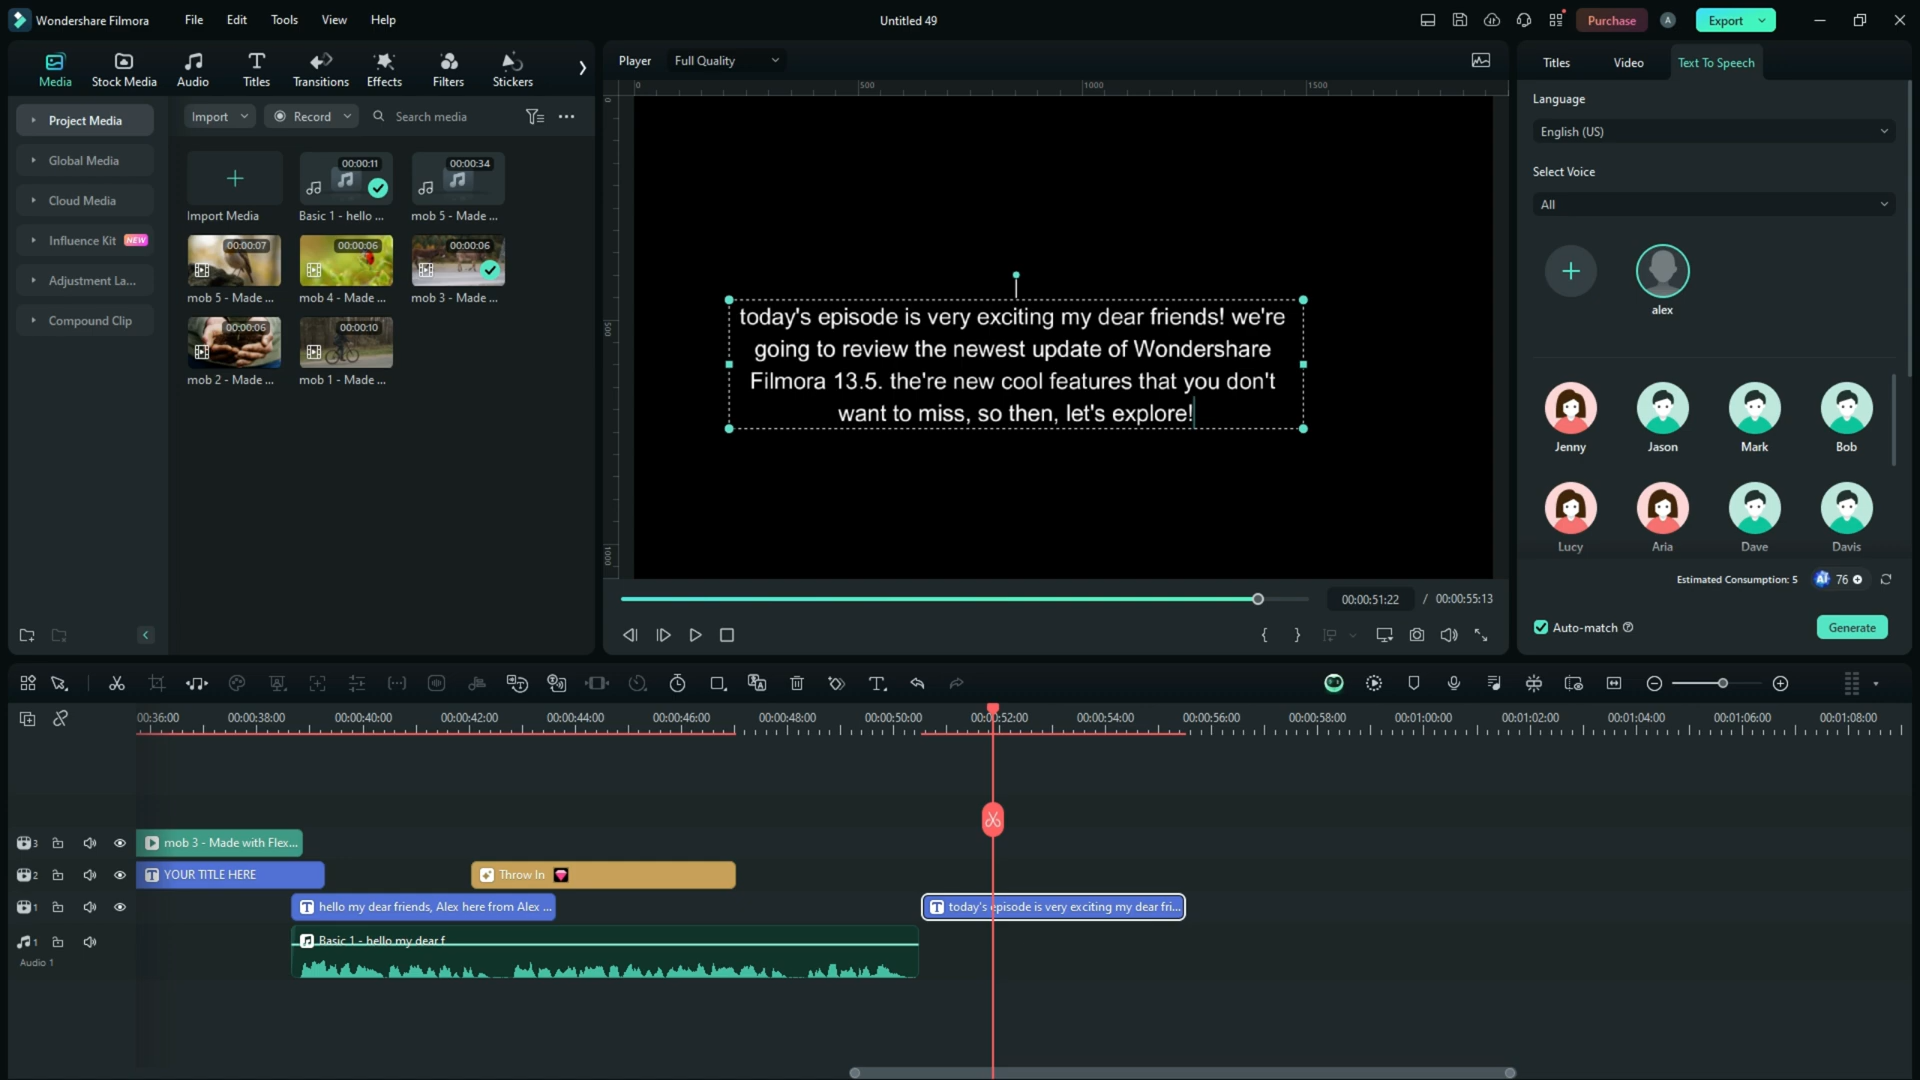 Wondershare Filmora
File
Edit
Tools
View
Help
Untitled 49
Purchase
A
Export
Media
Stock Media
Audio
Titles
Transitions
Effects
Filters
Stickers
Player
Full Quality
Titles
Video
Text To Speech
Project Media
Global Media
Cloud Media
Influence Kit NEW
Adjustment La...
Compound Clip
Import
Record
Search media
Import Media
00:00:11
Basic 1 - hello ...
00:00:34
mob 5 - Made ...
00:00:07
mob 5 - Made ...
00:00:06
mob 4 - Made ...
00:00:06
mob 3 - Made ...
00:00:06
mob 2 - Made ...
00:00:10
mob 1 - Made ...
0
500
1000
1500
0
500
1000
today's episode is very exciting my dear friends! we're
going to review the newest update of Wondershare
Filmora 13.5. the're new cool features that you don't
want to miss, so then, let's explore!
00:00:51:22 / 00:00:55:13
Language
English (US)
Select Voice
All
alex
Jenny
Jason
Mark
Bob
Lucy
Aria
Dave
Davis
Estimated Consumption: 5
AI 76
Auto-match
Generate
00:36:00
00:00:38:00
00:00:40:00
00:00:42:00
00:00:44:00
00:00:46:00
00:00:48:00
00:00:50:00
00:00:52:00
00:00:54:00
00:00:56:00
00:00:58:00
00:01:00:00
00:01:02:00
00:01:04:00
00:01:06:00
00:01:08:00
3
mob 3 - Made with Flex...
2
YOUR TITLE HERE
Throw In
1
hello my dear friends, Alex here from Alex ...
today's episode is very exciting my dear fri...
1
Basic 1 - hello my dear f
Audio 1